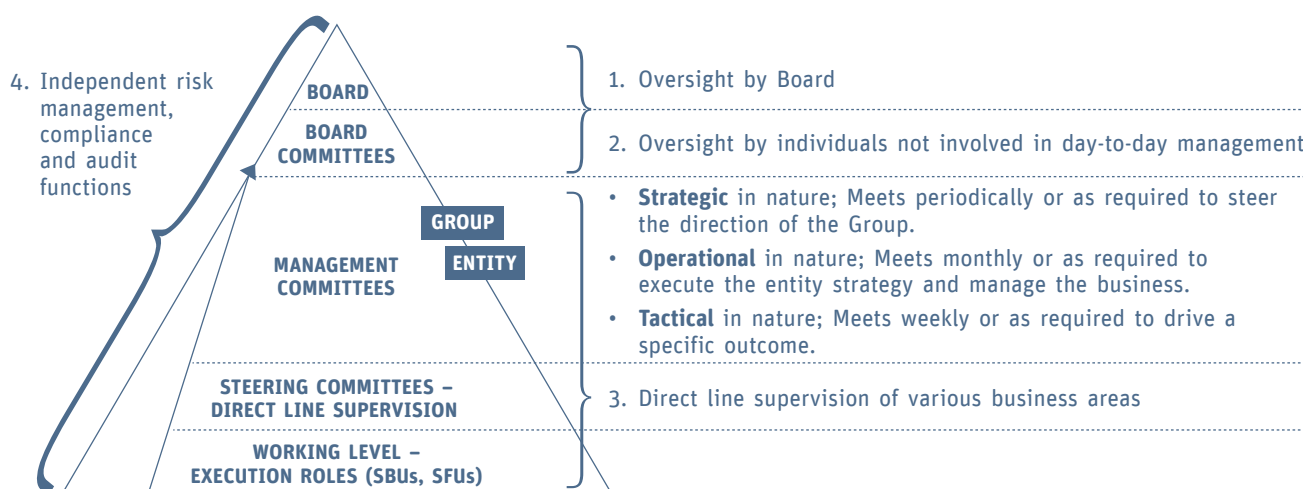 4. Independent risk
management,
compliance
and audit
functions
BOARD
BOARD
COMMITTEES
GROUP
ENTITY
MANAGEMENT
COMMITTEES
STEERING COMMITTEES –
DIRECT LINE SUPERVISION
WORKING LEVEL –
EXECUTION ROLES (SBUs, SFUs)
1. Oversight by Board
2. Oversight by individuals not involved in day-to-day management
• Strategic in nature; Meets periodically or as required to steer
the direction of the Group.
• Operational in nature; Meets monthly or as required to
execute the entity strategy and manage the business.
• Tactical in nature; Meets weekly or as required to drive a
specific outcome.
3. Direct line supervision of various business areas